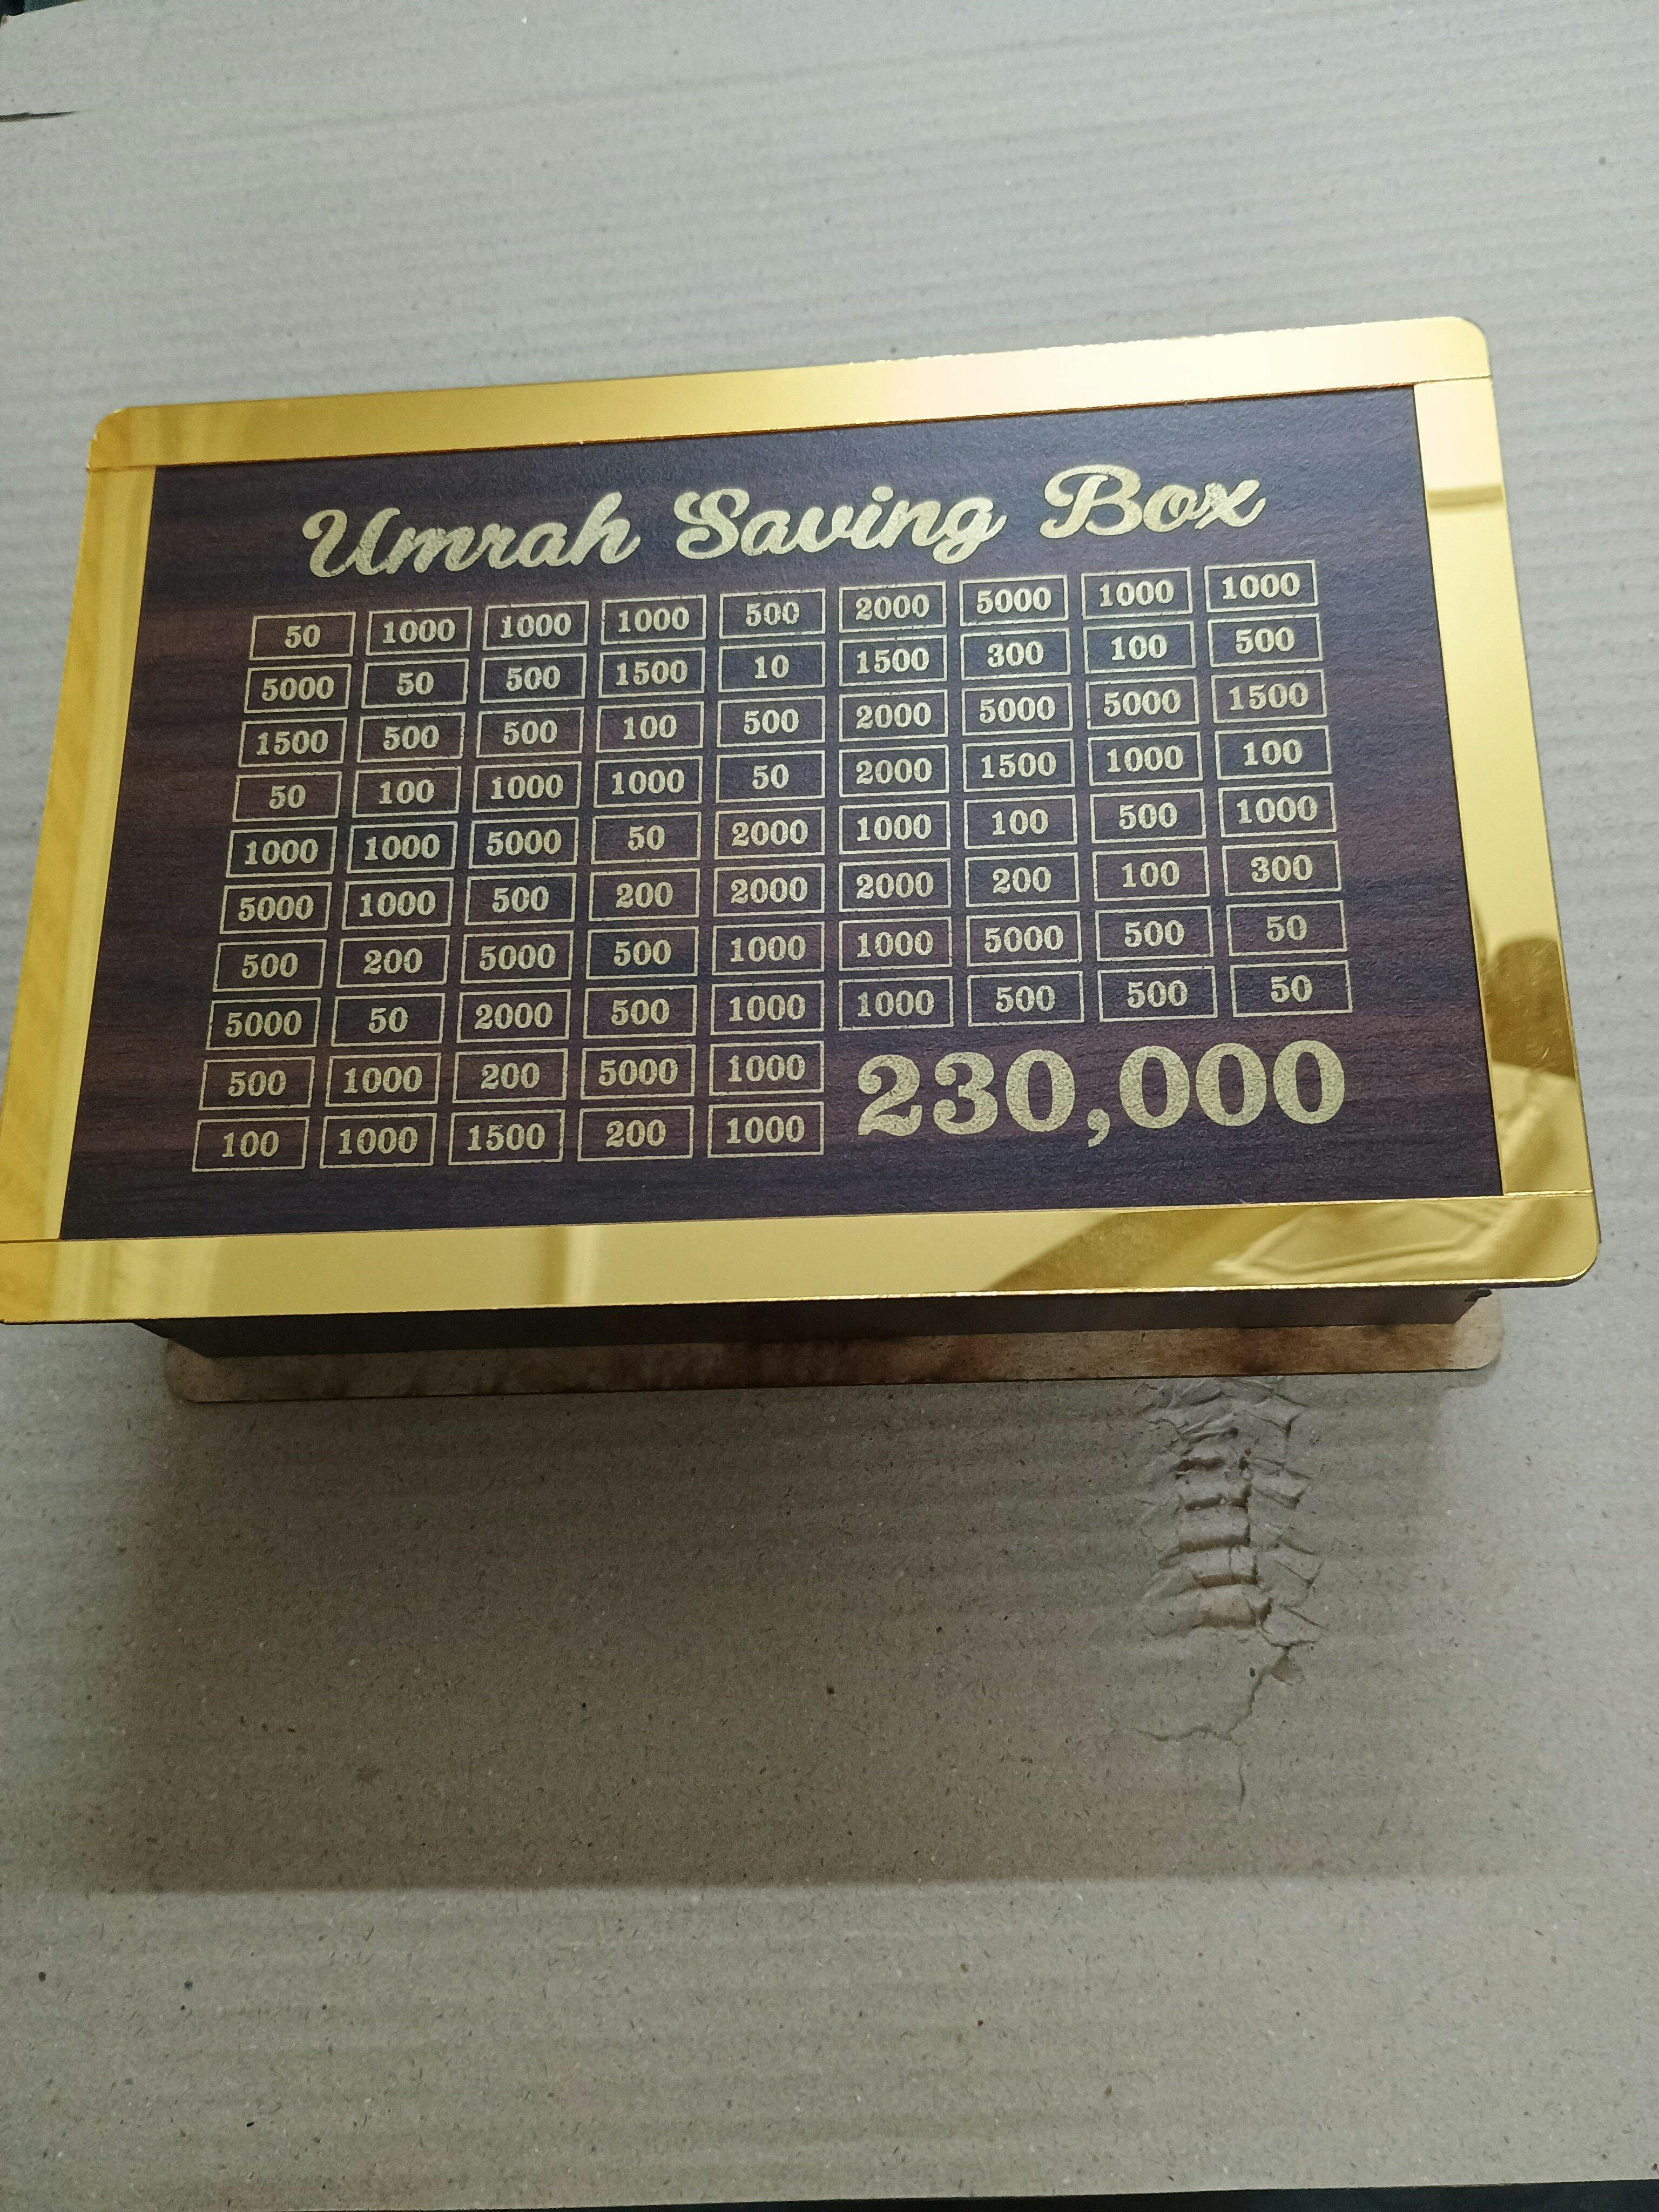 Umrah Saving Box
50 1000 1000 1000 500 2000 5000 1000 1000
5000 50 500 1500 10 1500 300 100 500
1500 500 500 100 500 2000 5000 5000 1500
50 100 1000 1000 50 2000 1500 1000 100
1000 1000 5000 50 2000 1000 100 500 1000
5000 1000 500 200 2000 2000 200 100 300
500 200 5000 500 1000 1000 5000 500 50
5000 50 2000 500 1000 1000 500 500 50
500 1000 200 5000 1000
100 1000 1500 200 1000
230,000